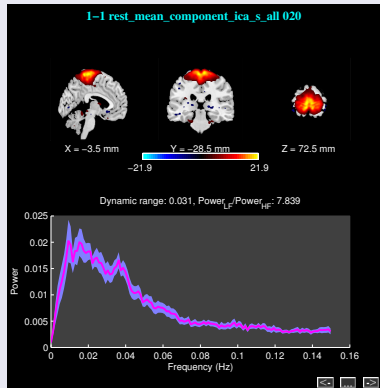 1−1 rest_mean_component_ica_s_all 020
X = −3.5 mm
Y = −28.5 mm
Z = 72.5 mm
−21.9
21.9
Dynamic range: 0.031, Power_LF/Power_HF: 7.839
0.025
0.02
0.015
0.01
0.005
0
Power
0
0.02
0.04
0.06
0.08
0.1
0.12
0.14
0.16
Frequency (Hz)
<-
...
->